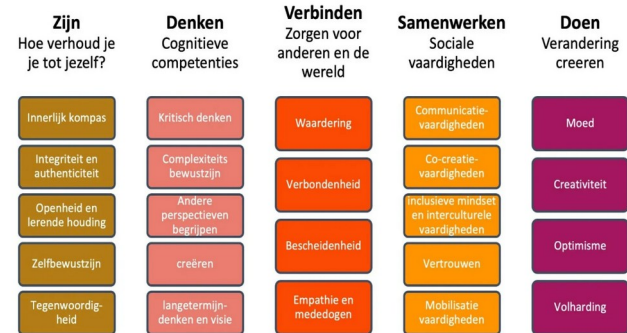 Zijn
Hoe verhoud je
je tot jezelf?
Innerlijk kompas
Integriteit en
authenticiteit
Openheid en
lerende houding
Zelfbewustzijn
Tegenwoordig-
heid
Denken
Cognitieve
competenties
Kritisch denken
Complexiteits
bewustzijn
Andere
perspectieven
begrijpen
creëren
langetermijn-
denken en visie
Verbinden
Zorgen voor
anderen en de
wereld
Waardering
Verbondenheid
Bescheidenheid
Empathie en
mededogen
Samenwerken
Sociale
vaardigheden
Communicatie-
vaardigheden
Co-creatie-
vaardigheden
inclusieve mindset
en interculturele
vaardigheden
Vertrouwen
Mobilisatie
vaardigheden
Doen
Verandering
creeren
Moed
Creativiteit
Optimisme
Volharding